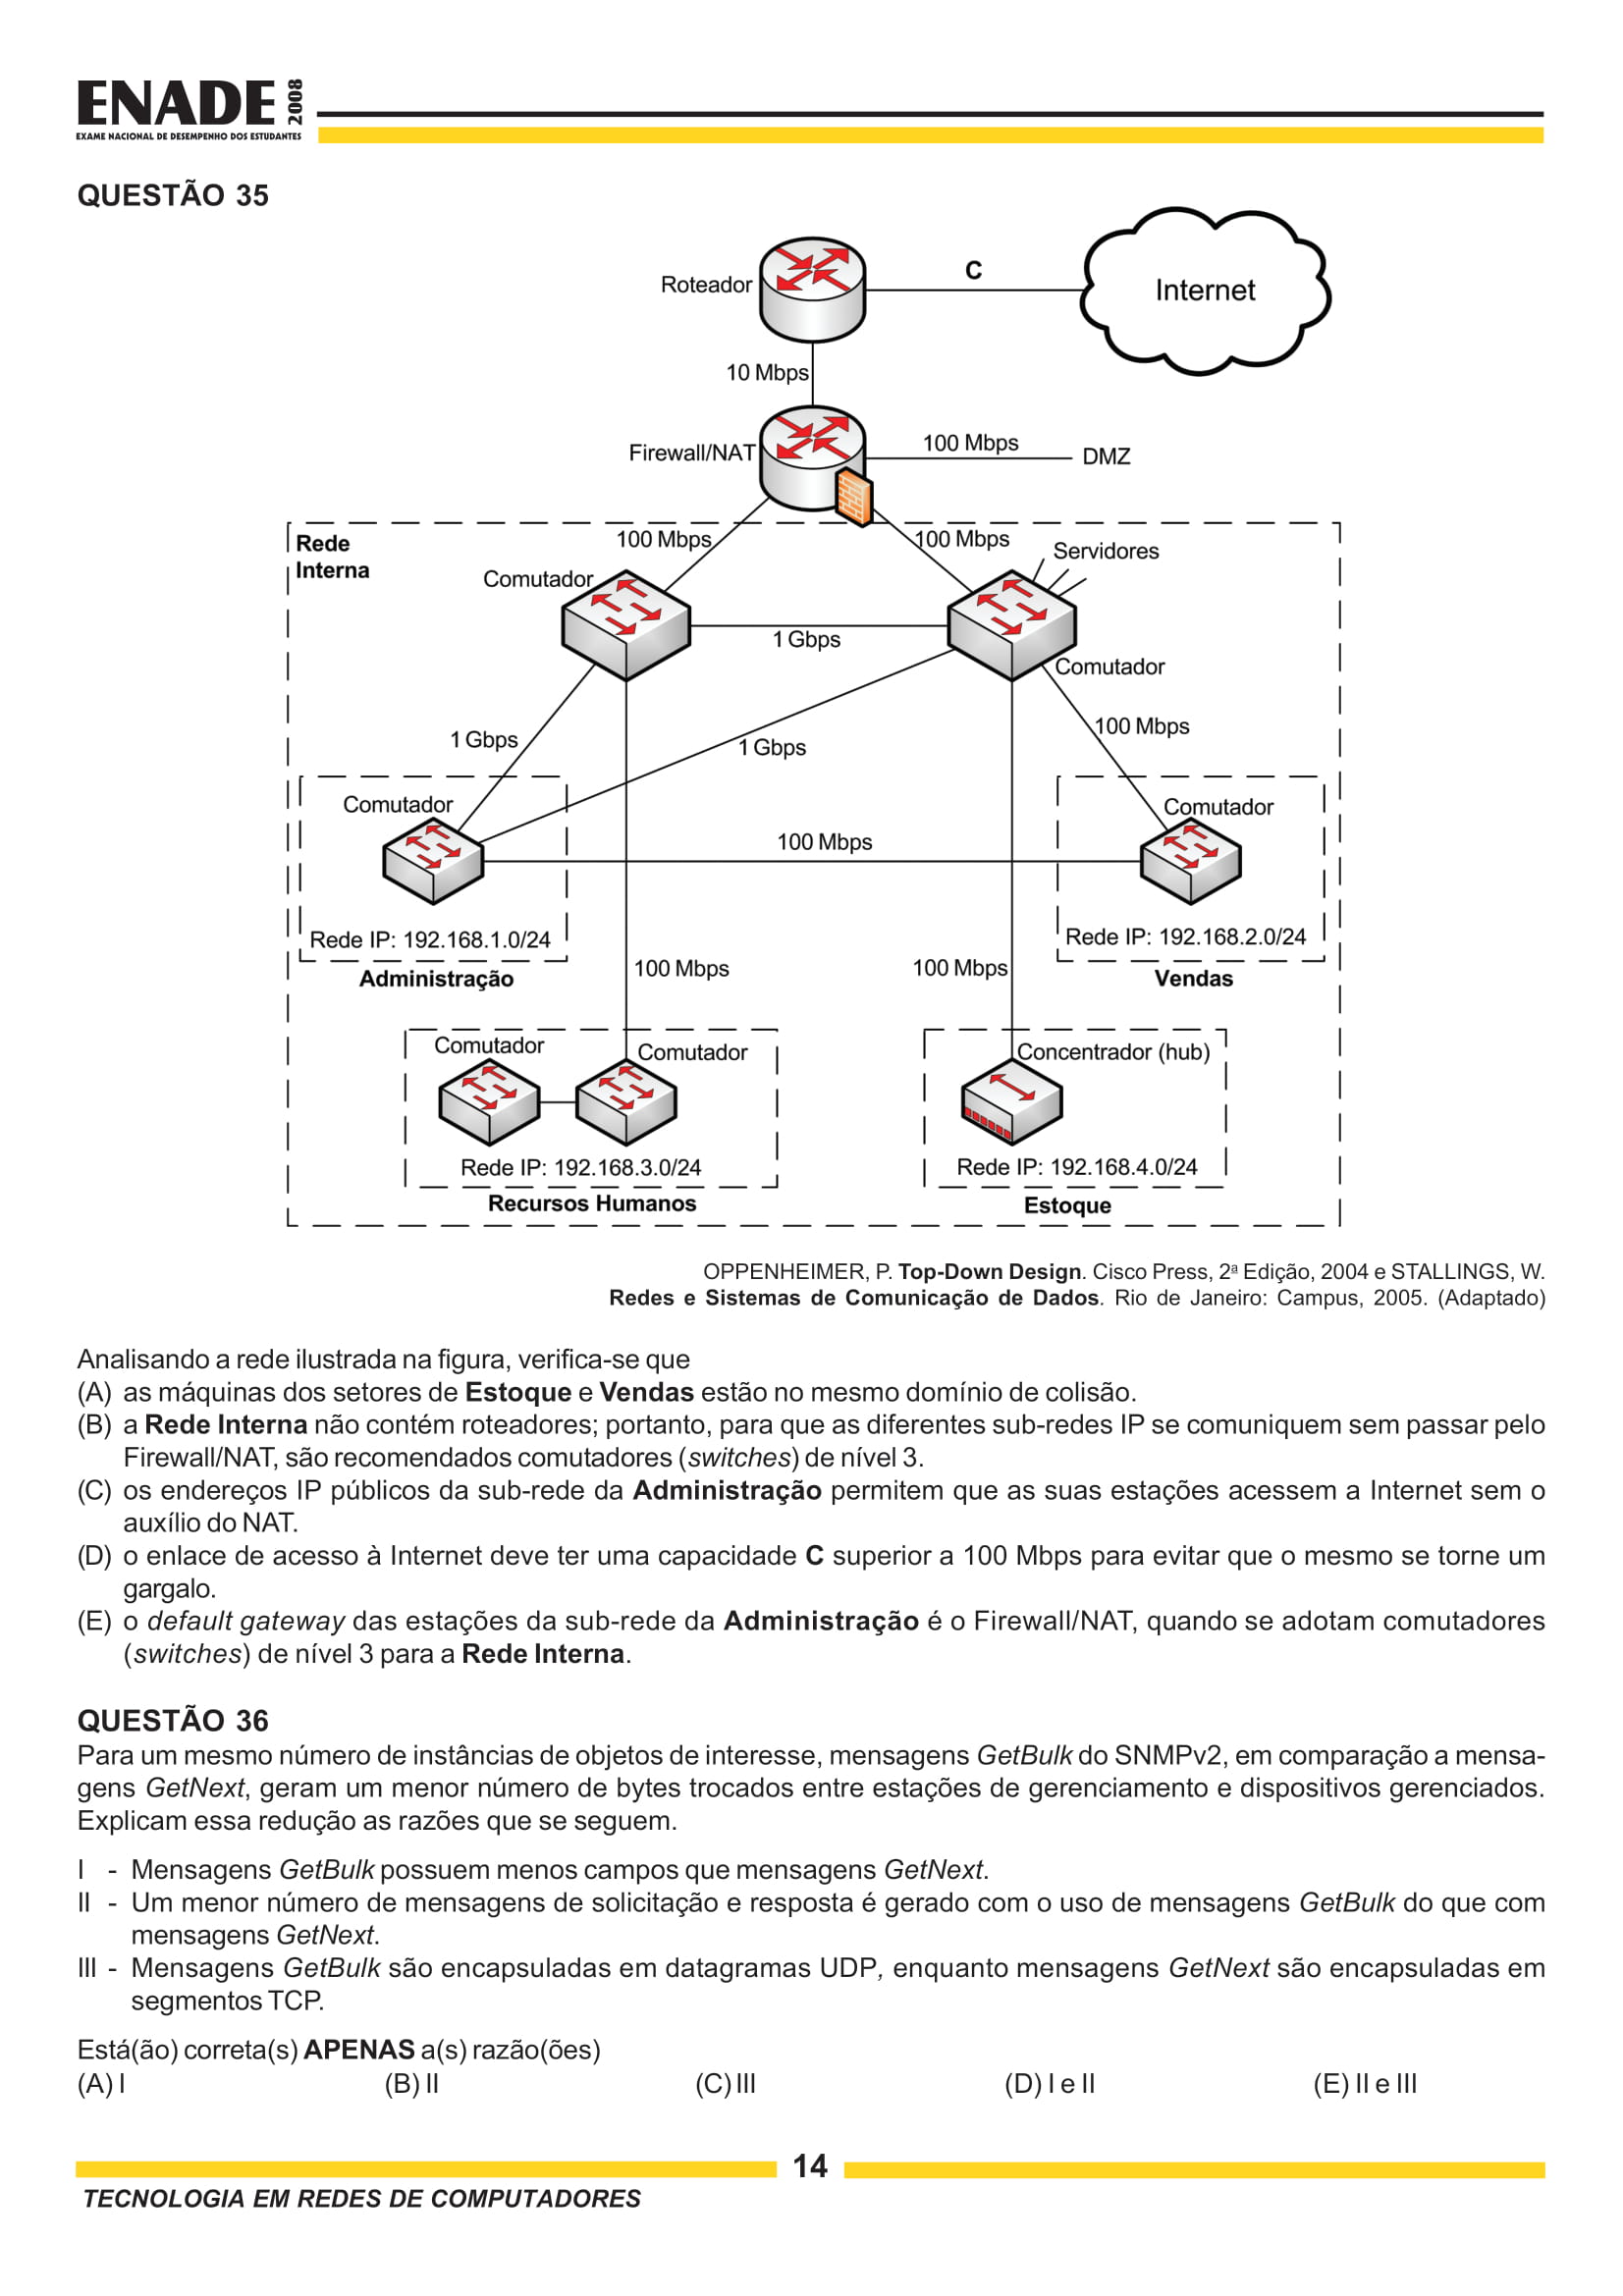 ENADE 2008
EXAME NACIONAL DE DESEMPENHO DOS ESTUDANTES
QUESTÃO 35
Roteador
C
Internet
10 Mbps
Firewall/NAT
100 Mbps
DMZ
Rede
Interna
100 Mbps
100 Mbps
Servidores
Comutador
1 Gbps
Comutador
1 Gbps
1 Gbps
100 Mbps
Comutador
Comutador
100 Mbps
Rede IP: 192.168.1.0/24
Administração
Rede IP: 192.168.2.0/24
Vendas
100 Mbps
100 Mbps
Comutador
Comutador
Concentrador (hub)
Rede IP: 192.168.3.0/24
Recursos Humanos
Rede IP: 192.168.4.0/24
Estoque
OPPENHEIMER, P. Top-Down Design. Cisco Press, 2ª Edição, 2004 e STALLINGS, W.
Redes e Sistemas de Comunicação de Dados. Rio de Janeiro: Campus, 2005. (Adaptado)
Analisando a rede ilustrada na figura, verifica-se que
(A) as máquinas dos setores de Estoque e Vendas estão no mesmo domínio de colisão.
(B) a Rede Interna não contém roteadores; portanto, para que as diferentes sub-redes IP se comuniquem sem passar pelo
Firewall/NAT, são recomendados comutadores (switches) de nível 3.
(C) os endereços IP públicos da sub-rede da Administração permitem que as suas estações acessem a Internet sem o
auxílio do NAT.
(D) o enlace de acesso à Internet deve ter uma capacidade C superior a 100 Mbps para evitar que o mesmo se torne um
gargalo.
(E) o default gateway das estações da sub-rede da Administração é o Firewall/NAT, quando se adotam comutadores
(switches) de nível 3 para a Rede Interna.
QUESTÃO 36
Para um mesmo número de instâncias de objetos de interesse, mensagens GetBulk do SNMPv2, em comparação a mensa-
gens GetNext, geram um menor número de bytes trocados entre estações de gerenciamento e dispositivos gerenciados.
Explicam essa redução as razões que se seguem.
I - Mensagens GetBulk possuem menos campos que mensagens GetNext.
II - Um menor número de mensagens de solicitação e resposta é gerado com o uso de mensagens GetBulk do que com
mensagens GetNext.
III - Mensagens GetBulk são encapsuladas em datagramas UDP, enquanto mensagens GetNext são encapsuladas em
segmentos TCP.
Está(ão) correta(s) APENAS a(s) razão(ões)
(A) I (B) II (C) III (D) I e II (E) II e III
14
TECNOLOGIA EM REDES DE COMPUTADORES